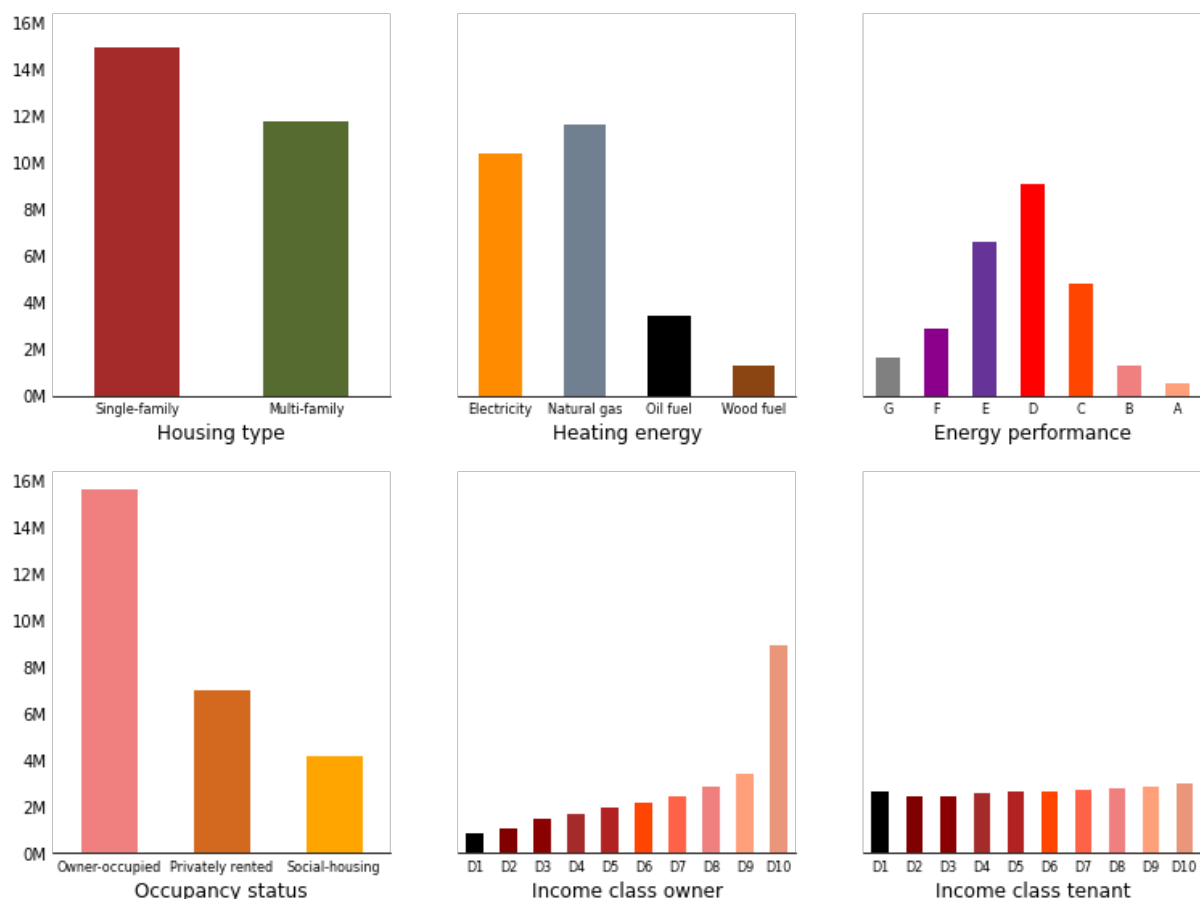 16M
14M
12M
10M
8M
6M
4M
2M
0M
Single-family Multi-family
Housing type
Electricity Natural gas Oil fuel Wood fuel
Heating energy
G F E D C B A
Energy performance
16M
14M
12M
10M
8M
6M
4M
2M
0M
Owner-occupied Privately rented Social-housing
Occupancy status
D1 D2 D3 D4 D5 D6 D7 D8 D9 D10
Income class owner
D1 D2 D3 D4 D5 D6 D7 D8 D9 D10
Income class tenant